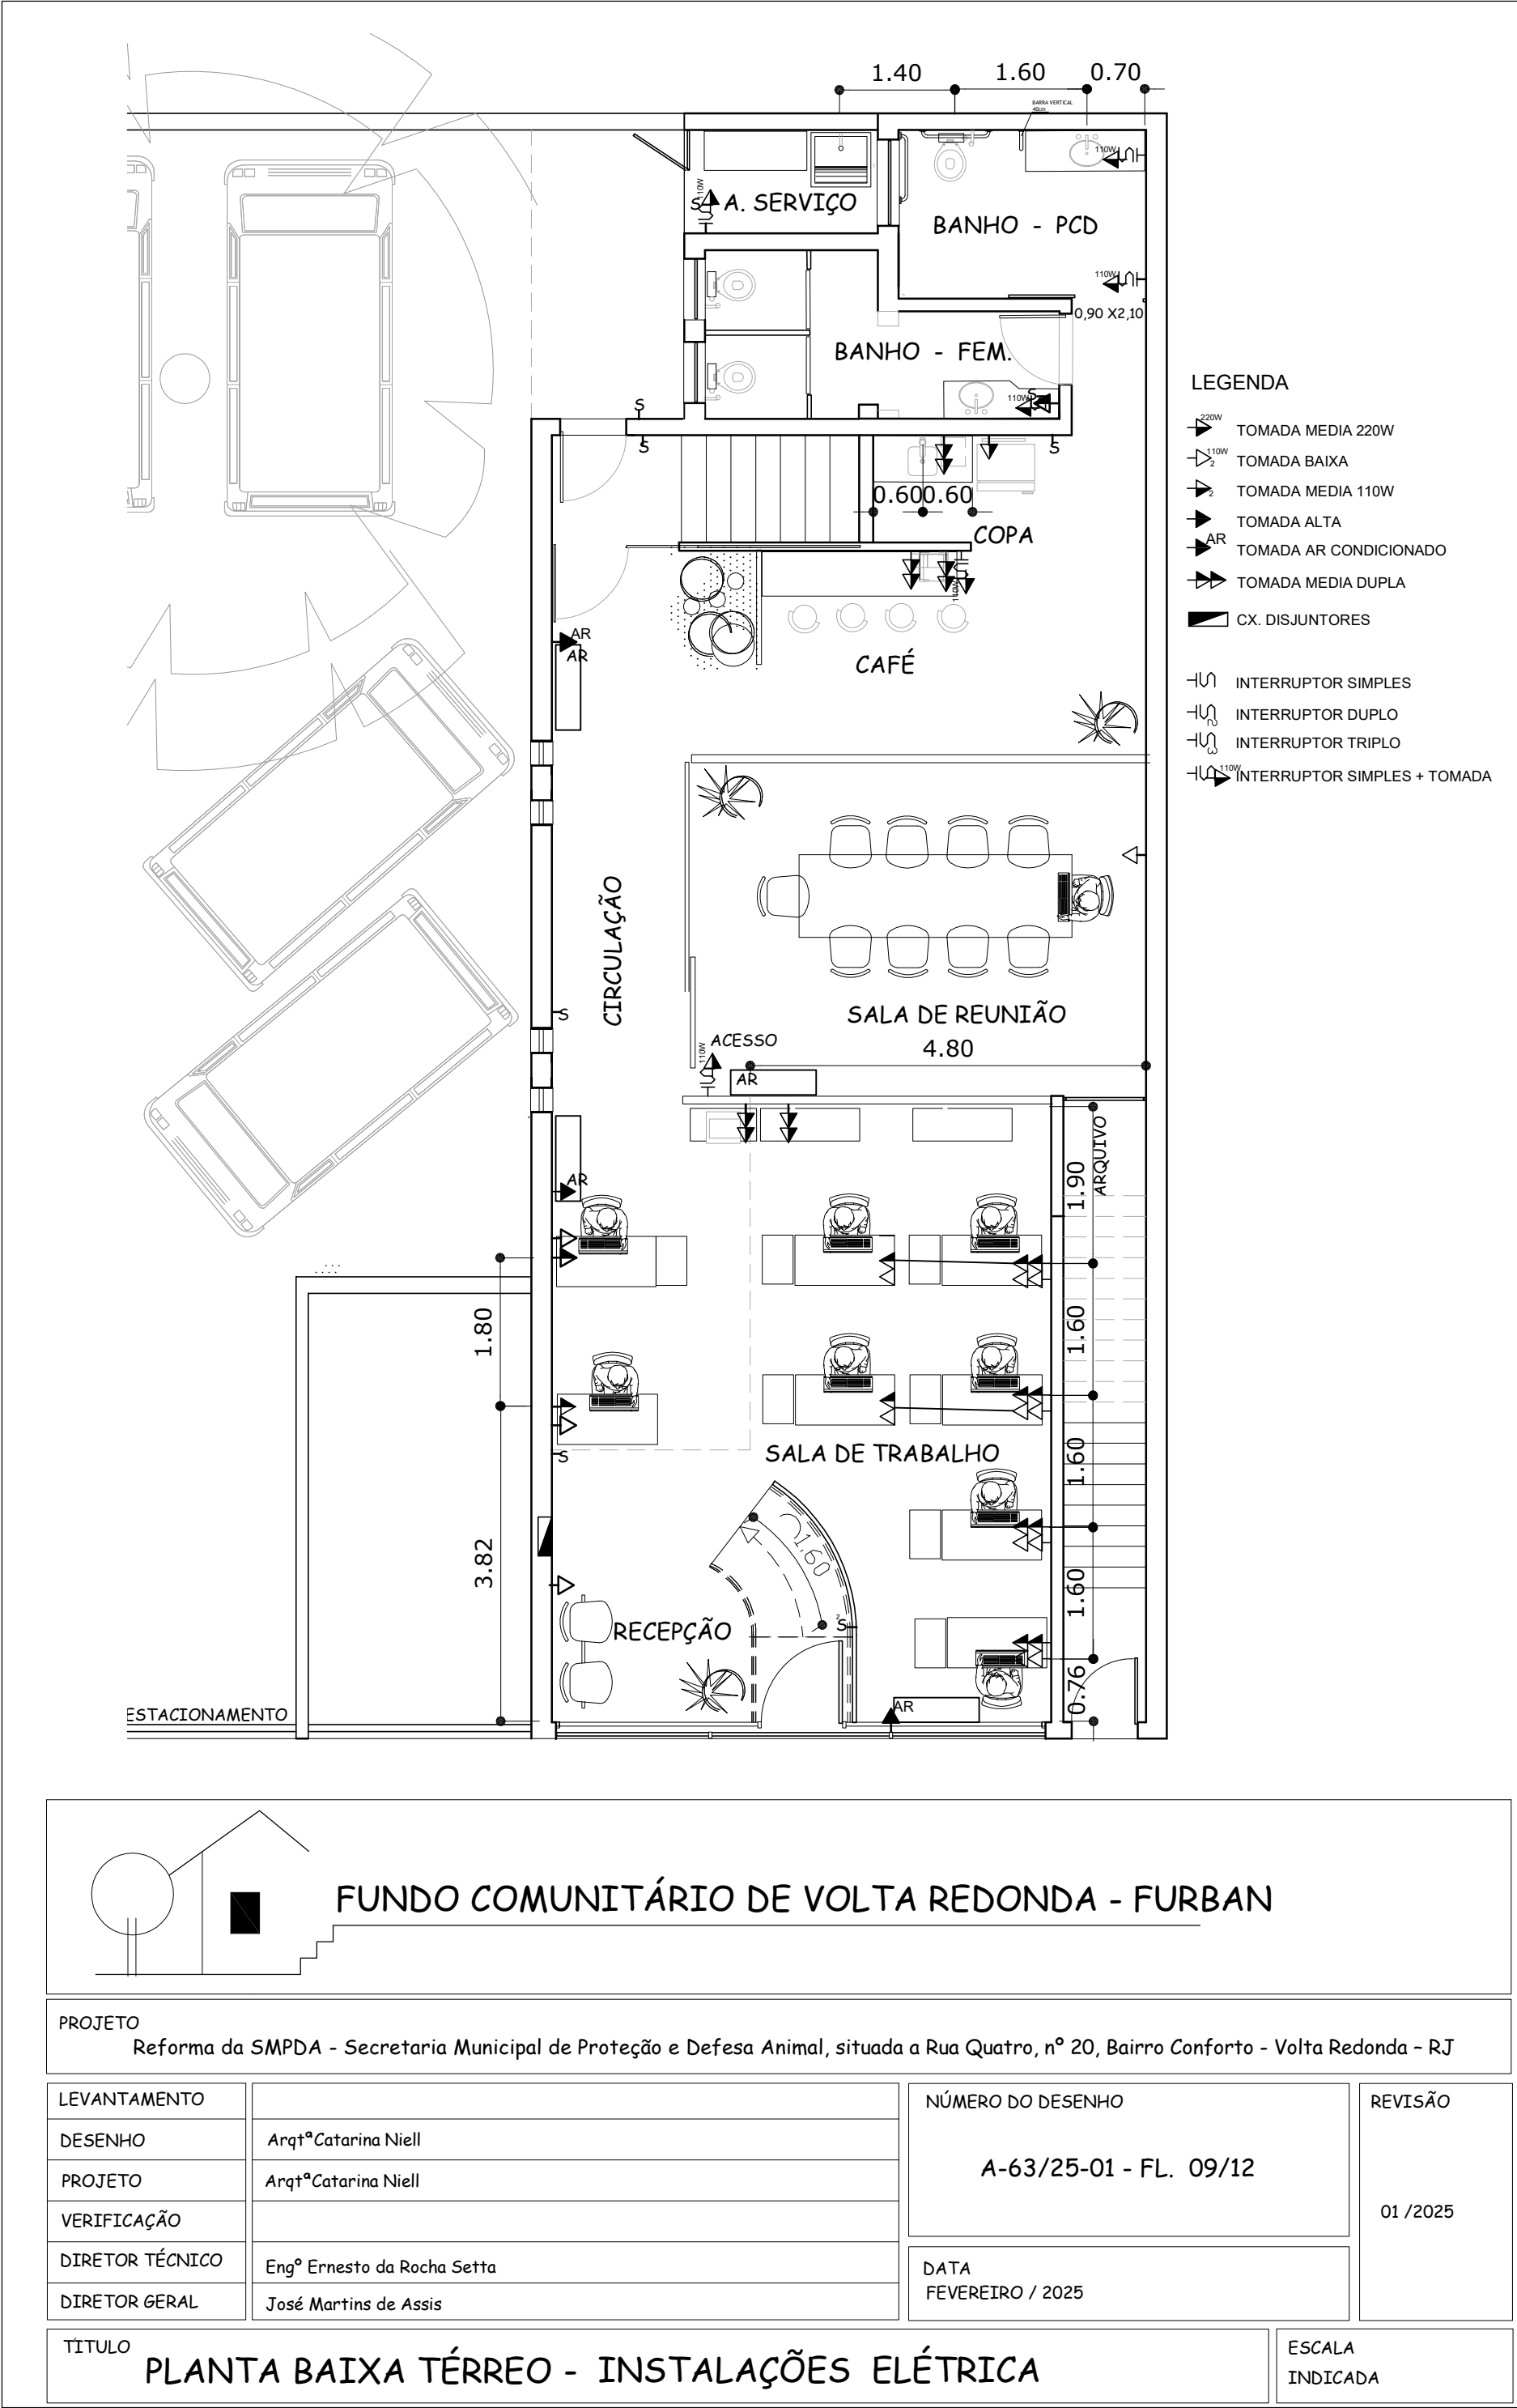 1.40
1.60
0.70
BARRA VERTICAL
40cm
110W
110W
S
A. SERVIÇO
BANHO - PCD
110W
0,90 X2,10
BANHO - FEM.
S
110W
S
S
S
0.60
0.60
COPA
110W
AR
AR
CAFÉ
LEGENDA
220W
TOMADA MEDIA 220W
110W
2
TOMADA BAIXA
2
TOMADA MEDIA 110W
TOMADA ALTA
AR
TOMADA AR CONDICIONADO
TOMADA MEDIA DUPLA
CX. DISJUNTORES
INTERRUPTOR SIMPLES
2
INTERRUPTOR DUPLO
3
INTERRUPTOR TRIPLO
110W
INTERRUPTOR SIMPLES + TOMADA
CIRCULAÇÃO
S
SALA DE REUNIÃO
ACESSO
110W
4.80
AR
ARQUIVO
1.90
AR
1.80
1.60
SALA DE TRABALHO
S
1.60
1.60
3.82
1.60
RECEPÇÃO
2
S
0.76
AR
ESTACIONAMENTO
FUNDO COMUNITÁRIO DE VOLTA REDONDA - FURBAN
PROJETO
Reforma da SMPDA - Secretaria Municipal de Proteção e Defesa Animal, situada a Rua Quatro, nº 20, Bairro Conforto - Volta Redonda – RJ
LEVANTAMENTO
DESENHO
Arqtª Catarina Niell
PROJETO
Arqtª Catarina Niell
VERIFICAÇÃO
DIRETOR TÉCNICO
Engº Ernesto da Rocha Setta
DIRETOR GERAL
José Martins de Assis
NÚMERO DO DESENHO
A-63/25-01 - FL. 09/12
DATA
FEVEREIRO / 2025
REVISÃO
01 /2025
TÍTULO
PLANTA BAIXA TÉRREO - INSTALAÇÕES ELÉTRICA
ESCALA
INDICADA